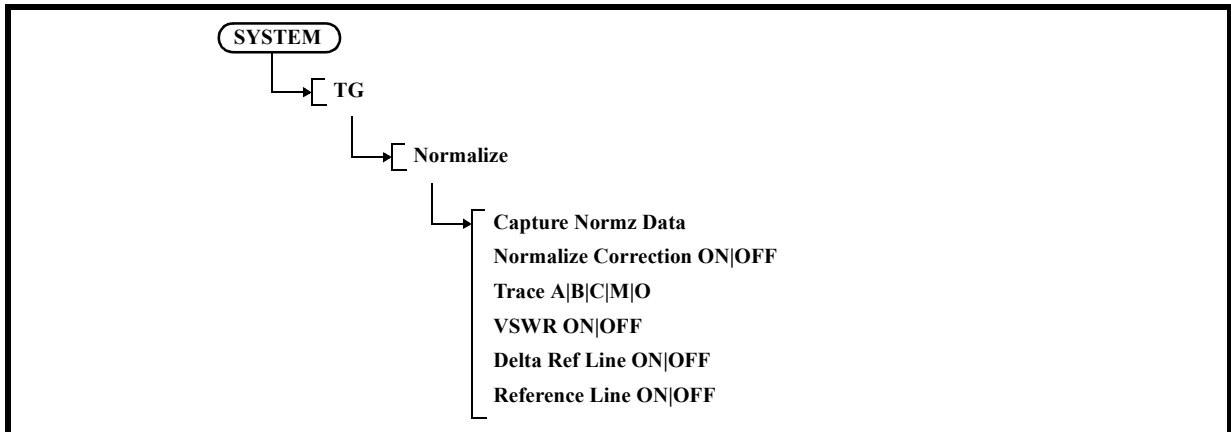 SYSTEM
TG
Normalize
Capture Normz Data
Normalize Correction ON|OFF
Trace A|B|C|M|O
VSWR ON|OFF
Delta Ref Line ON|OFF
Reference Line ON|OFF